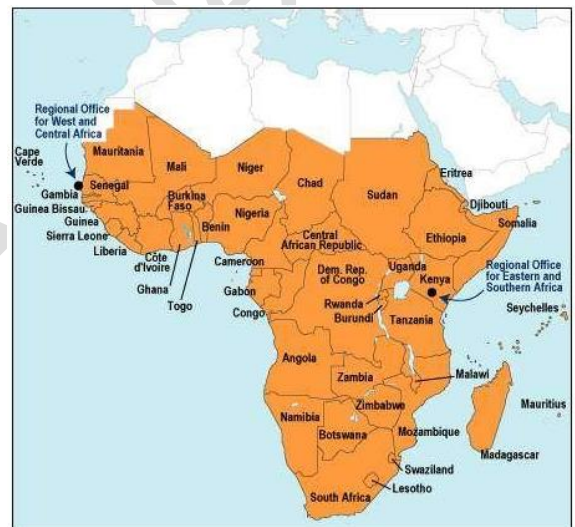 Regional Office
for West and
Central Africa
Cape
Verde
Mauritania
Mali
Niger
Chad
Sudan
Eritrea
Gambia
Senegal
Burkina
Faso
Djibouti
Guinea Bissau
Guinea
Benin
Nigeria
Somalia
Sierra Leone
Liberia
Côte
d'Ivoire
Central
African Republic
Ethiopia
Ghana
Togo
Cameroon
Dem. Rep.
of Congo
Uganda
Kenya
Regional Office
for Eastern and
Southern Africa
Gabon
Congo
Rwanda
Burundi
Tanzania
Seychelles
Angola
Zambia
Malawi
Zimbabwe
Mauritius
Namibia
Botswana
Mozambique
Madagascar
Swaziland
Lesotho
South Africa